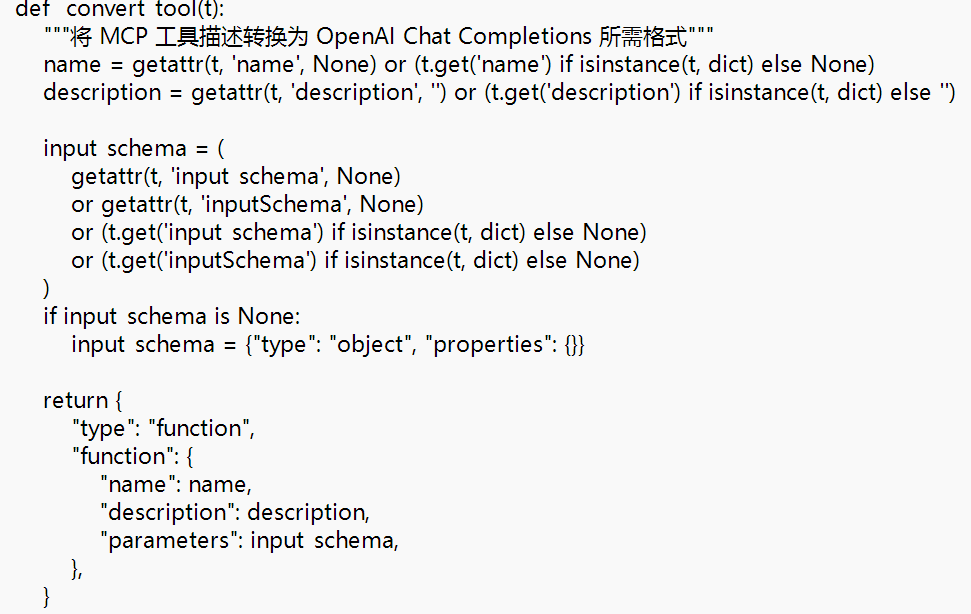 def  convert tool(t):
    """将 MCP 工具描述转换为 OpenAI Chat Completions 所需格式"""
    name = getattr(t, 'name', None) or (t.get('name') if isinstance(t, dict) else None)
    description = getattr(t, 'description', '') or (t.get('description') if isinstance(t, dict) else '')

    input schema = (
        getattr(t, 'input schema', None)
        or getattr(t, 'inputSchema', None)
        or (t.get('input schema') if isinstance(t, dict) else None)
        or (t.get('inputSchema') if isinstance(t, dict) else None)
    )
    if input schema is None:
        input schema = {"type": "object", "properties": {}}

    return {
        "type": "function",
        "function": {
            "name": name,
            "description": description,
            "parameters": input schema,
        },
    }